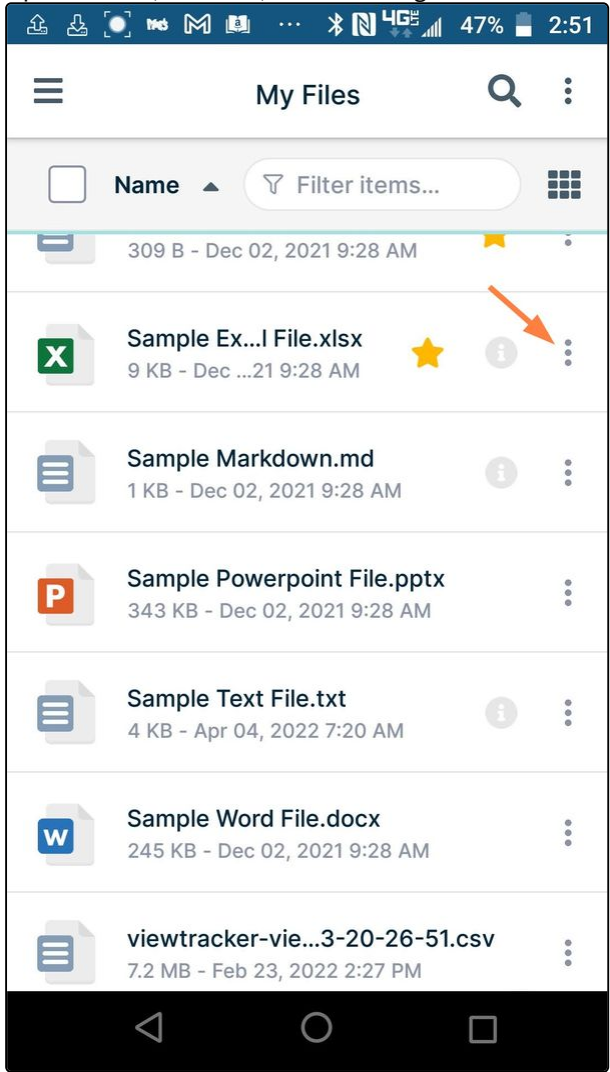 4G LTE 47% 2:51
My Files
Name Filter items...
309 B - Dec 02, 2021 9:28 AM
Sample Ex...l File.xlsx
9 KB - Dec ...21 9:28 AM
X
Sample Markdown.md
1 KB - Dec 02, 2021 9:28 AM
Sample Powerpoint File.pptx
P
343 KB - Dec 02, 2021 9:28 AM
Sample Text File.txt
4 KB - Apr 04, 2022 7:20 AM
Sample Word File.docx
W
245 KB - Dec 02, 2021 9:28 AM
viewtracker-vie...3-20-26-51.csv
7.2 MB - Feb 23, 2022 2:27 PM